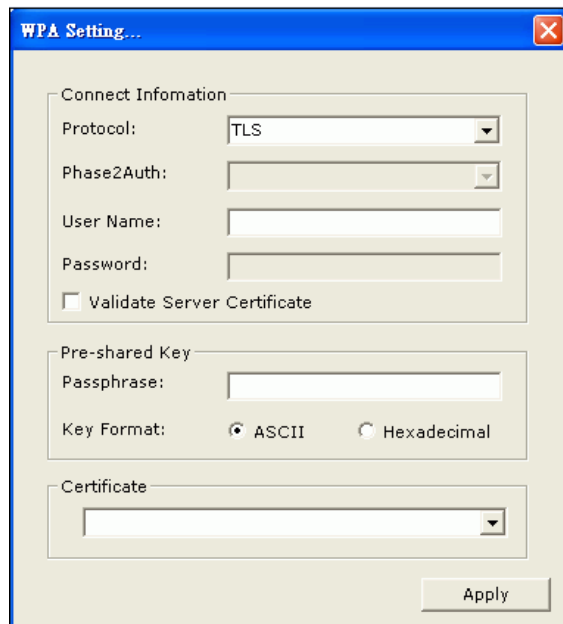 WPA Setting...
Connect Infomation
Protocol: TLS
Phase2Auth:
User Name:
Password:
Validate Server Certificate
Pre-shared Key
Passphrase:
Key Format: ASCII Hexadecimal
Certificate
Apply